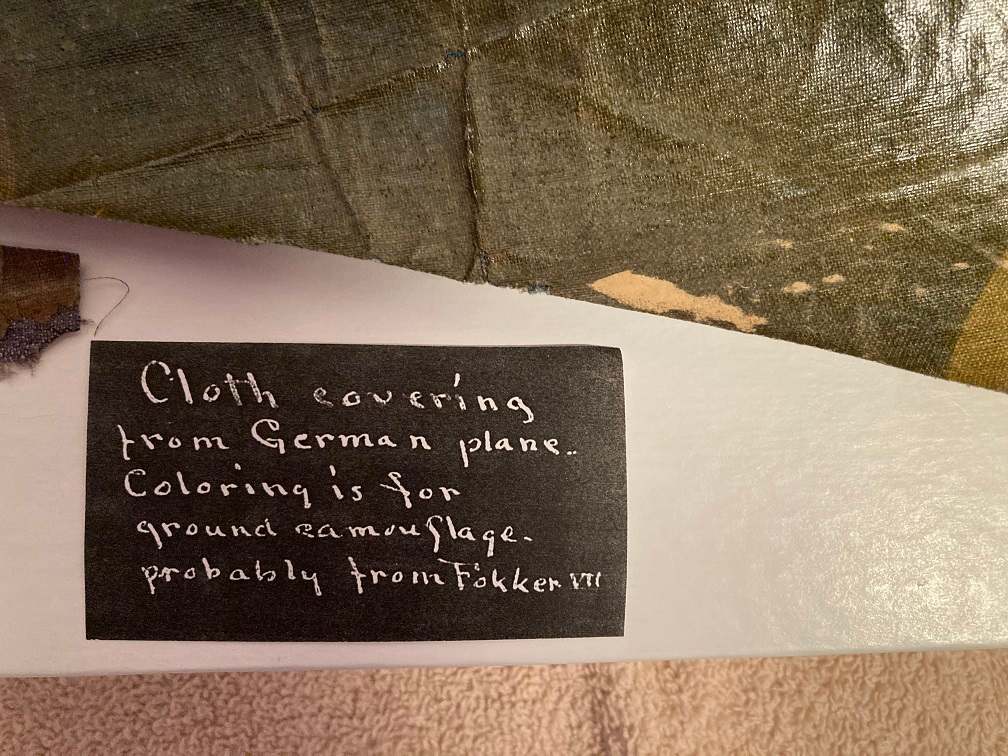 Cloth covering
from German plane..
Coloring is for
ground camouflage.
probably from Fokker VII